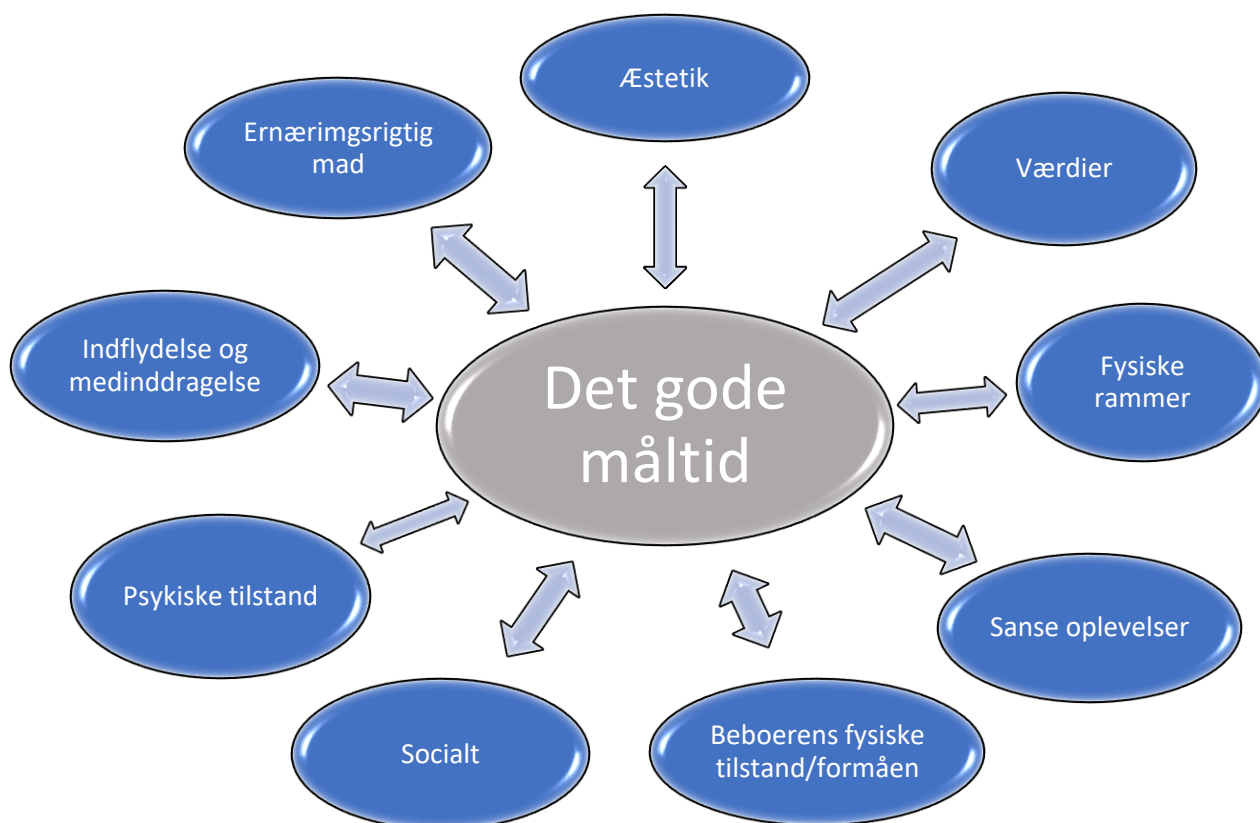 Æstetik
Ernærimgsrigtig
mad
Værdier
Indflydelse og
medinddragelse
Det gode
måltid
Fysiske
rammer
Psykiske tilstand
Sanse oplevelser
Socialt
Beboerens fysiske
tilstand/formåen